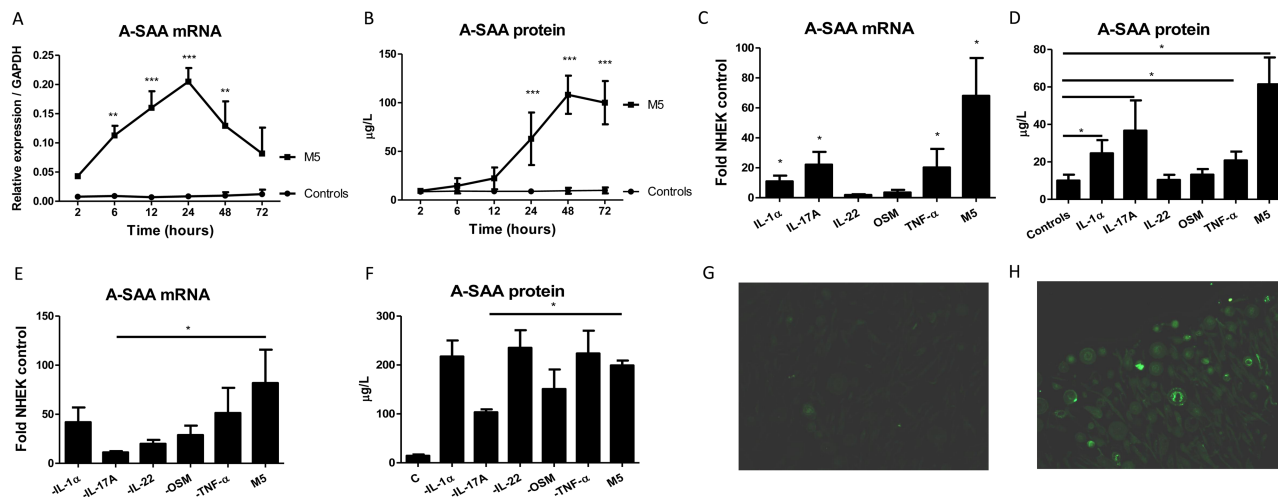 A
A-SAA mRNA
Relative expression / GAPDH
0.25
0.20
0.15
0.10
0.05
0.00
** *** *** **
M5
Controls
2 6 12 24 48 72
Time (hours)
B
A-SAA protein
µg/L
150
100
50
0
*** *** ***
M5
Controls
2 6 12 24 48 72
Time (hours)
C
A-SAA mRNA
Fold NHEK control
100
80
60
40
20
0
* * * *
IL-1α IL-17A IL-22 OSM TNF-α M5
D
A-SAA protein
µg/L
80
60
40
20
0
*
*
*
Controls IL-1α IL-17A IL-22 OSM TNF-α M5
E
A-SAA mRNA
Fold NHEK control
150
100
50
0
*
-IL-1α -IL-17A -IL-22 -OSM -TNF-α M5
F
A-SAA protein
µg/L
300
200
100
0
*
C -IL-1α -IL-17A -IL-22 -OSM -TNF-α M5
G
H